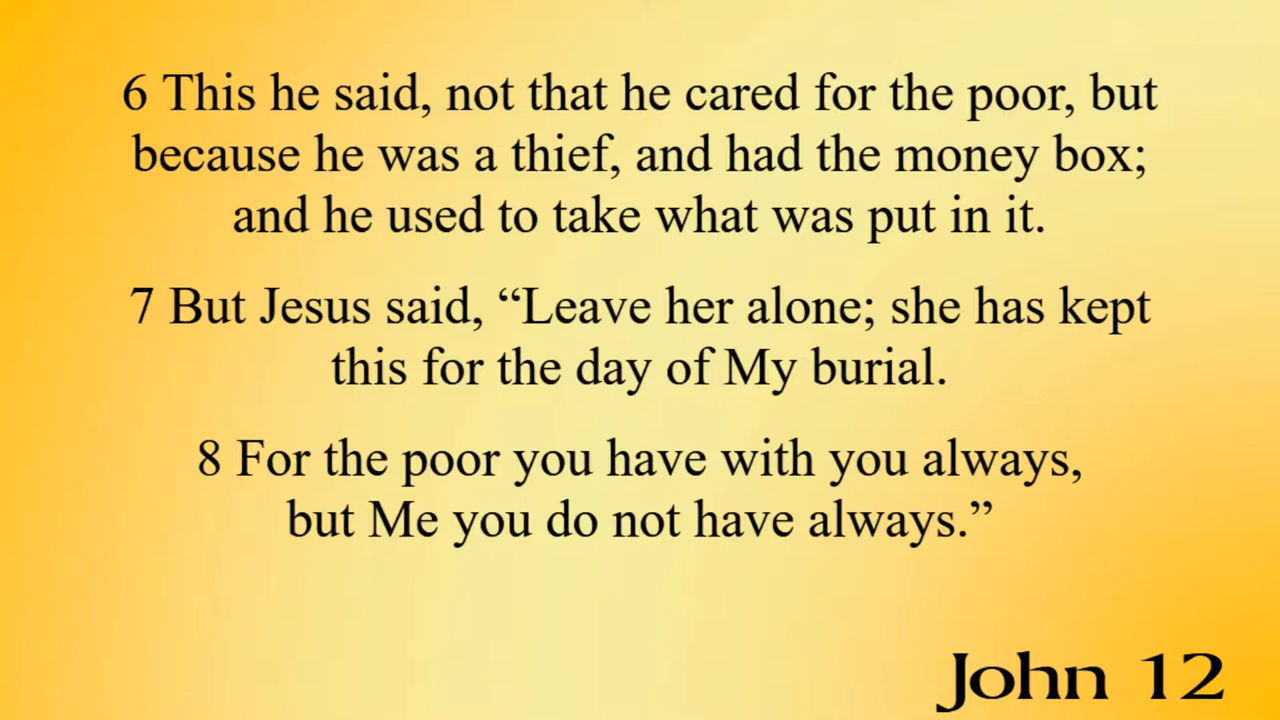 6 This he said, not that he cared for the poor, but
because he was a thief, and had the money box;
and he used to take what was put in it.
7 But Jesus said, “Leave her alone; she has kept
this for the day of My burial.
8 For the poor you have with you always,
but Me you do not have always.”
John 12